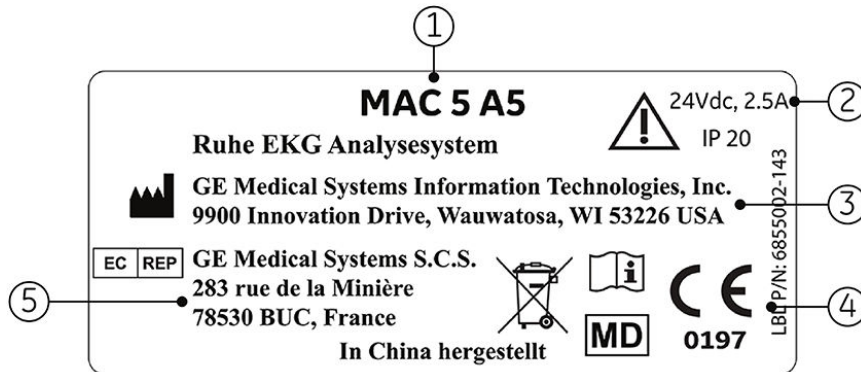 1
MAC 5 A5
24Vdc, 2.5A
2
IP 20
Ruhe EKG Analysesystem
GE Medical Systems Information Technologies, Inc.
9900 Innovation Drive, Wauwatosa, WI 53226 USA
3
LBL P/N: 6855002-143
EC REP
GE Medical Systems S.C.S.
283 rue de la Minière
78530 BUC, France
5
i
CE
4
MD
0197
In China hergestellt